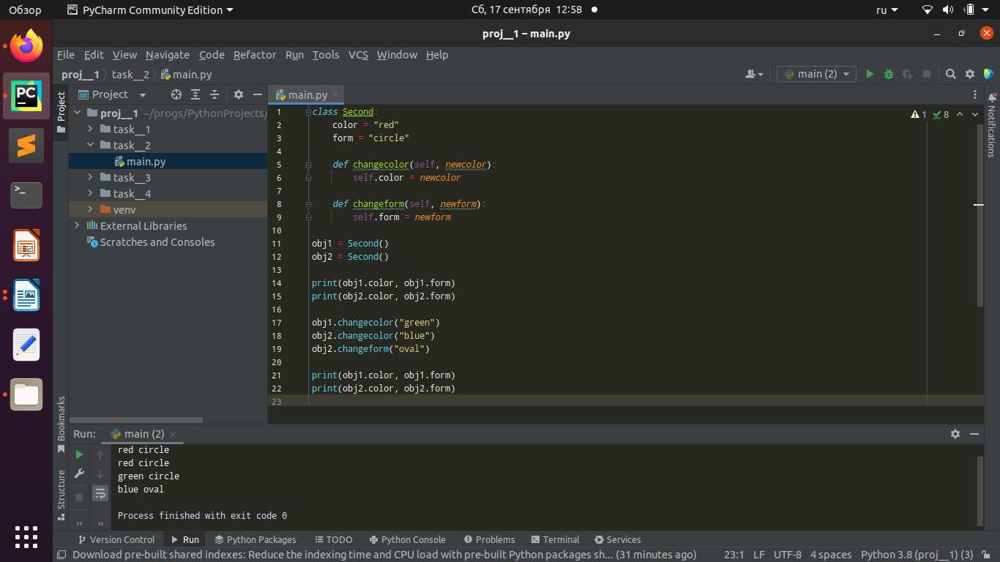 Обзор PyCharm Community Edition Сб, 17 сентября 12:58 ru
proj__1 – main.py
File Edit View Navigate Code Refactor Run Tools VCS Window Help
proj__1 task__2 main.py main (2)
Project main.py
Project
Notifications
Bookmarks
Structure
proj__1 ~/progs/PythonProjects/
task__1
task__2
main.py
task__3
task__4
venv
External Libraries
Scratches and Consoles
1 class Second:
2 color = "red"
3 form = "circle"
4
5 def changecolor(self, newcolor):
6 self.color = newcolor
7
8 def changeform(self, newform):
9 self.form = newform
10
11 obj1 = Second()
12 obj2 = Second()
13
14 print(obj1.color, obj1.form)
15 print(obj2.color, obj2.form)
16
17 obj1.changecolor("green")
18 obj2.changecolor("blue")
19 obj2.changeform("oval")
20
21 print(obj1.color, obj1.form)
22 print(obj2.color, obj2.form)
23
1 8
Run: main (2)
red circle
red circle
green circle
blue oval
Process finished with exit code 0
Version Control Run Python Packages TODO Python Console Problems Terminal Services
Download pre-built shared indexes: Reduce the indexing time and CPU load with pre-built Python packages sh... (31 minutes ago) 23:1 LF UTF-8 4 spaces Python 3.8 (proj__1) (3)
PC